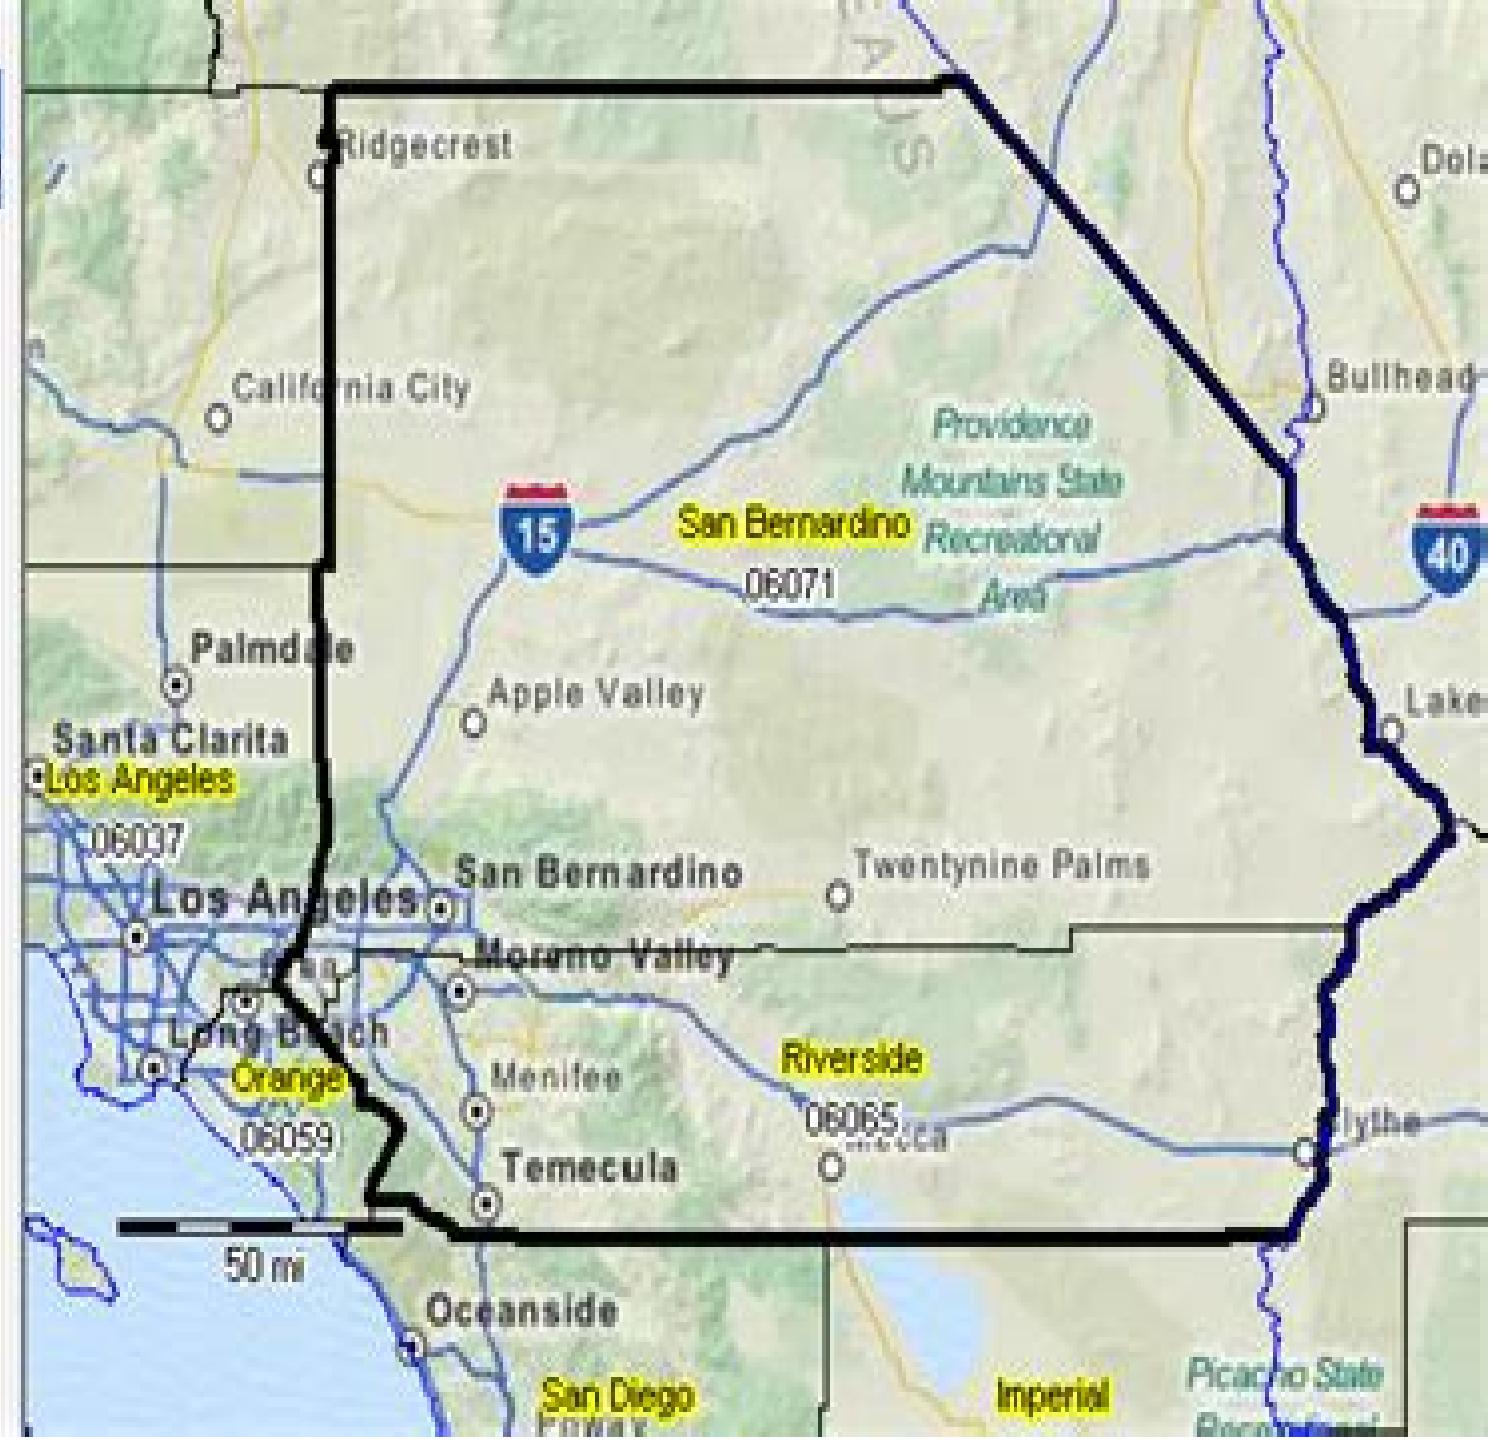 Ridgecrest
California City
Bullhead
Providence
Mountains State
Recreational
Area
15
San Bernardino
06071
40
Palmdale
Apple Valley
Santa Clarita
Los Angeles
06037
Los Angeles
San Bernardino
Twentynine Palms
Moreno Valley
Long Beach
Orange
06059
Menifee
Riverside
06065
Temecula
50 mi
Oceanside
San Diego
Imperial
Picacho State